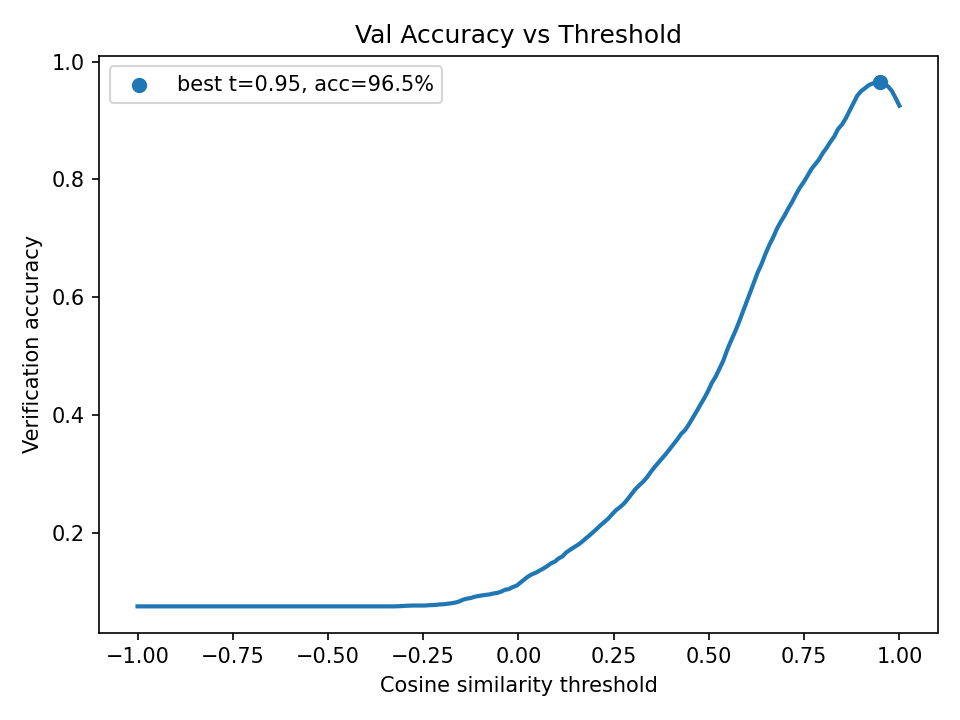 Val Accuracy vs Threshold
best t=0.95, acc=96.5%
Verification accuracy
1.0
0.8
0.6
0.4
0.2
−1.00 −0.75 −0.50 −0.25 0.00 0.25 0.50 0.75 1.00
Cosine similarity threshold